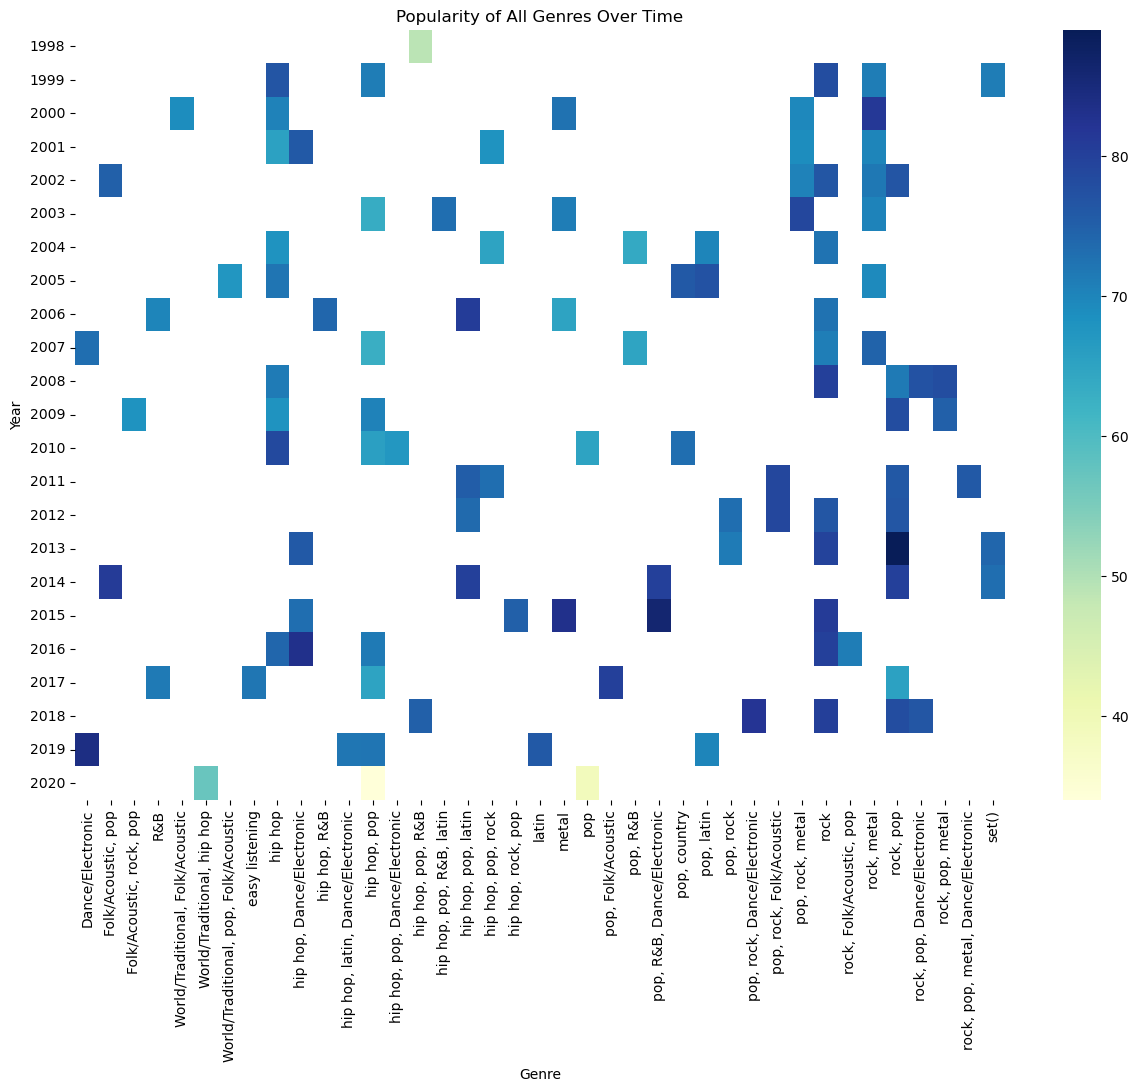 Popularity of All Genres Over Time
1998
1999
2000
2001
2002
2003
2004
2005
2006
2007
2008
2009
2010
2011
2012
2013
2014
2015
2016
2017
2018
2019
2020
Year
80
70
60
50
40
Dance/Electronic
Folk/Acoustic, pop
Folk/Acoustic, rock, pop
R&B
World/Traditional, Folk/Acoustic
World/Traditional, hip hop
World/Traditional, pop, Folk/Acoustic
easy listening
hip hop
hip hop, Dance/Electronic
hip hop, R&B
hip hop, latin, Dance/Electronic
hip hop, pop
hip hop, pop, Dance/Electronic
hip hop, pop, R&B
hip hop, pop, R&B, latin
hip hop, pop, latin
hip hop, pop, rock
hip hop, rock, pop
latin
metal
pop
pop, Folk/Acoustic
pop, R&B
pop, R&B, Dance/Electronic
pop, country
pop, latin
pop, rock
pop, rock, Dance/Electronic
pop, rock, Folk/Acoustic
pop, rock, metal
rock
rock, Folk/Acoustic, pop
rock, metal
rock, pop
rock, pop, Dance/Electronic
rock, pop, metal
rock, pop, metal, Dance/Electronic
set()
Genre